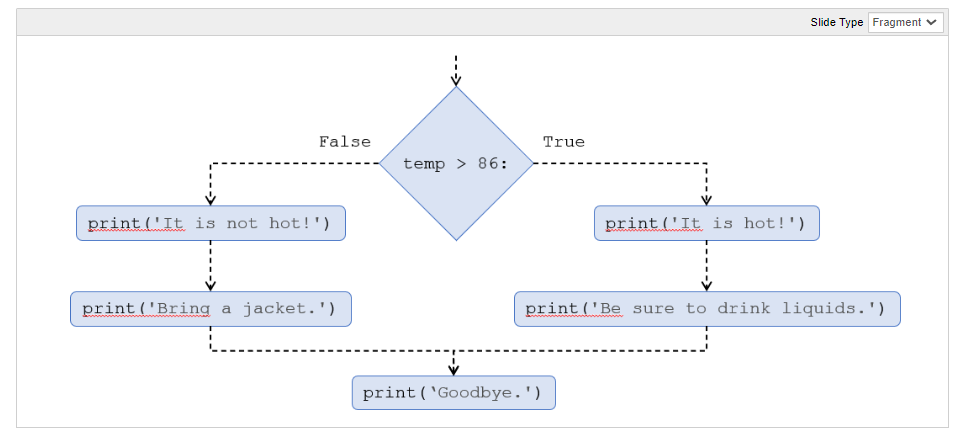 Slide Type Fragment
False True
temp > 86:
print('It is not hot!') print('It is hot!')
print('Bring a jacket.') print('Be sure to drink liquids.')
print('Goodbye.')